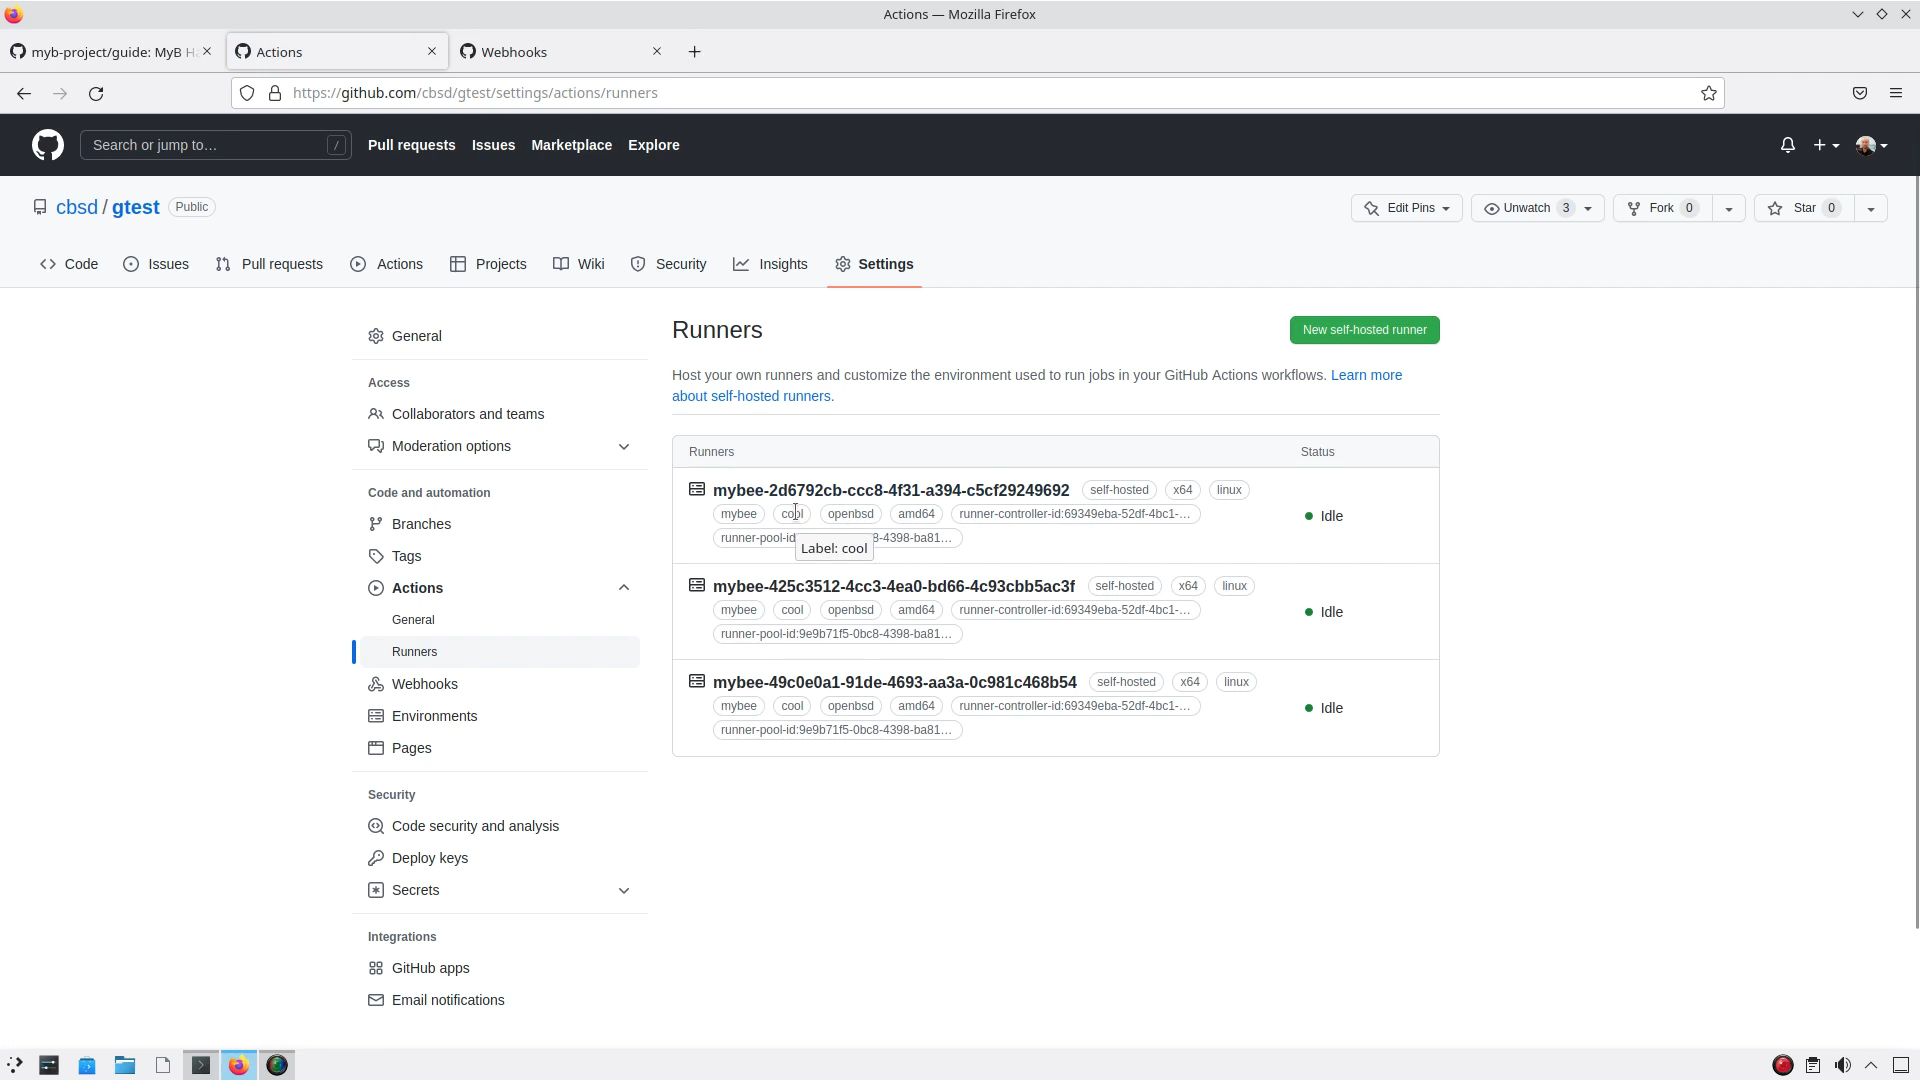 Actions — Mozilla Firefox
myb-project/guide: MyB H
Actions
Webhooks
https://github.com/cbsd/gtest/settings/actions/runners
Search or jump to…
/
Pull requests
Issues
Marketplace
Explore
cbsd / gtest
Public
Edit Pins
Unwatch 3
Fork 0
Star 0
Code
Issues
Pull requests
Actions
Projects
Wiki
Security
Insights
Settings
General
Access
Collaborators and teams
Moderation options
Code and automation
Branches
Tags
Actions
General
Runners
Webhooks
Environments
Pages
Security
Code security and analysis
Deploy keys
Secrets
Integrations
GitHub apps
Email notifications
Runners
New self-hosted runner
Host your own runners and customize the environment used to run jobs in your GitHub Actions workflows. Learn more
about self-hosted runners.
Runners
Status
mybee-2d6792cb-ccc8-4f31-a394-c5cf29249692 self-hosted x64 linux
mybee cool openbsd amd64 runner-controller-id:69349eba-52df-4bc1-...
Idle
runner-pool-id 8-4398-ba81...
Label: cool
mybee-425c3512-4cc3-4ea0-bd66-4c93cbb5ac3f self-hosted x64 linux
mybee cool openbsd amd64 runner-controller-id:69349eba-52df-4bc1-...
Idle
runner-pool-id:9e9b71f5-0bc8-4398-ba81...
mybee-49c0e0a1-91de-4693-aa3a-0c981c468b54 self-hosted x64 linux
mybee cool openbsd amd64 runner-controller-id:69349eba-52df-4bc1-...
Idle
runner-pool-id:9e9b71f5-0bc8-4398-ba81...